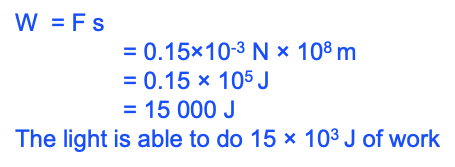 W = F s
= 0.15×10⁻³ N × 10⁸ m
= 0.15 × 10⁵ J
= 15 000 J
The light is able to do 15 × 10³ J of work